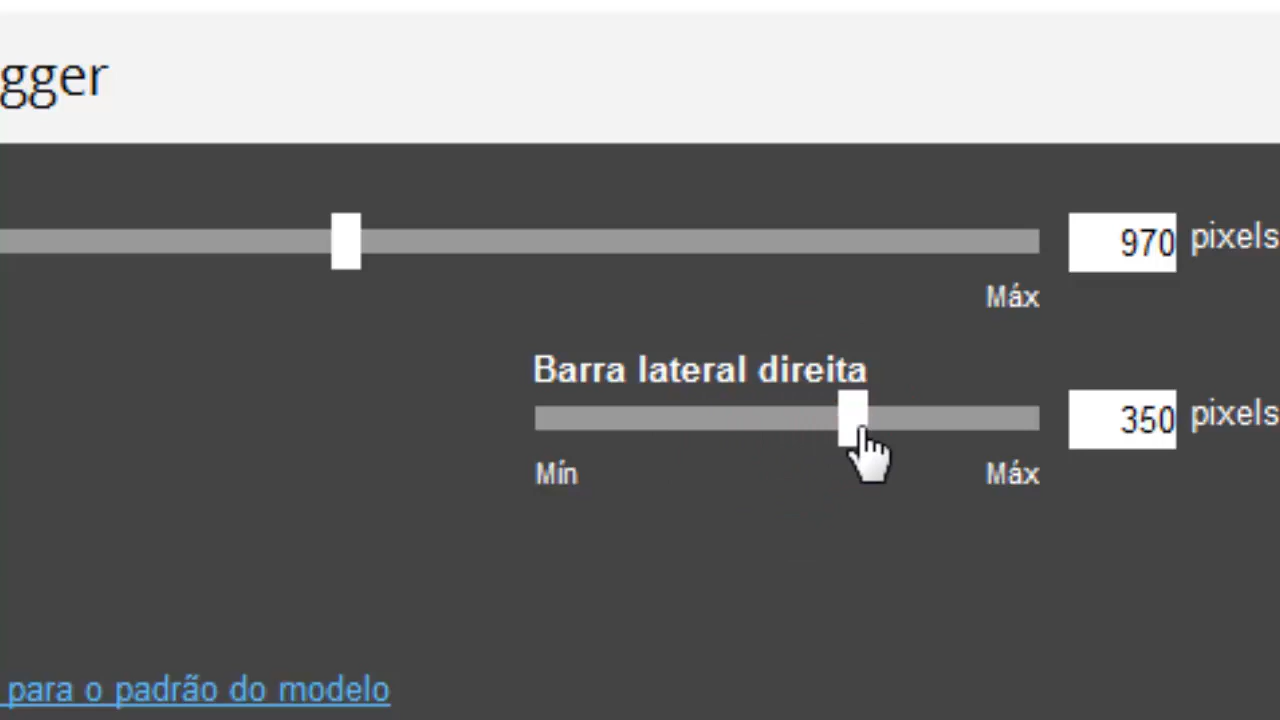 gger
970 pixels
Máx
Barra lateral direita
350 pixels
Mín Máx
para o padrão do modelo